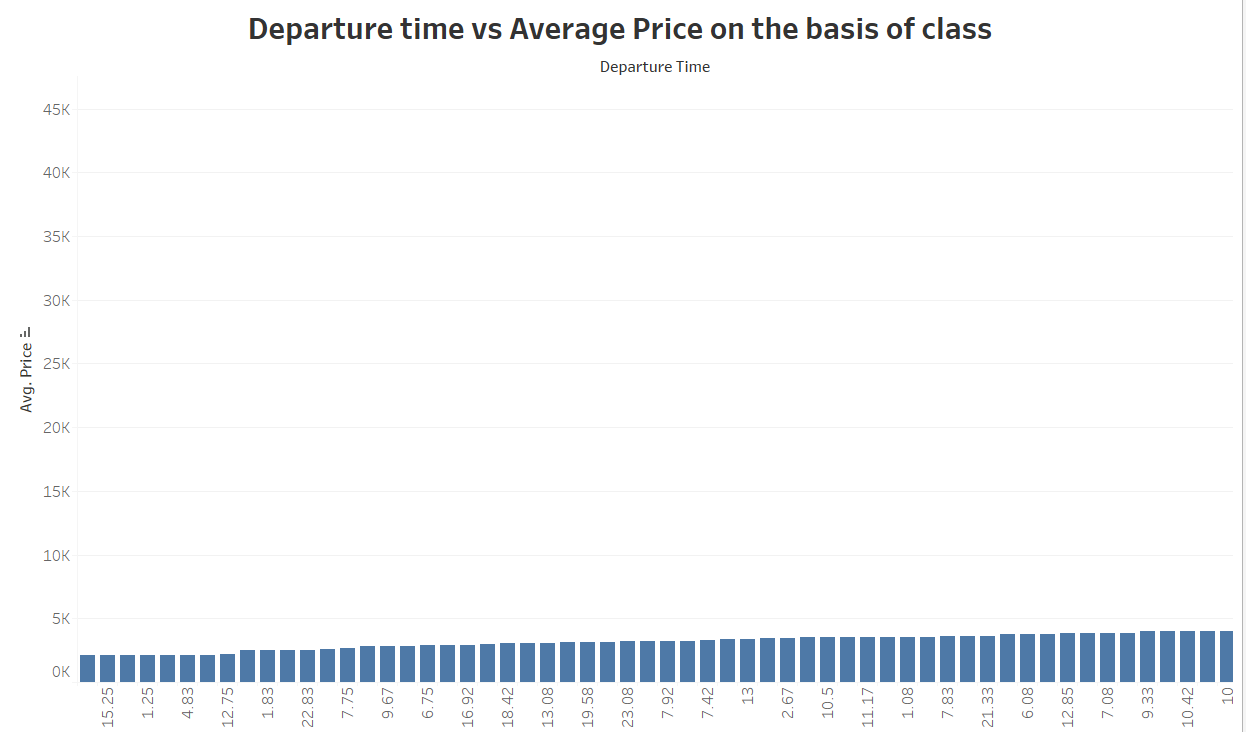 Departure time vs Average Price on the basis of class
Departure Time
45K
40K
35K
30K
25K
20K
15K
10K
5K
0K
Avg. Price
15.25
1.25
4.83
12.75
1.83
22.83
7.75
9.67
6.75
16.92
18.42
13.08
19.58
23.08
7.92
7.42
13
2.67
10.5
11.17
1.08
7.83
21.33
6.08
12.85
7.08
9.33
10.42
10